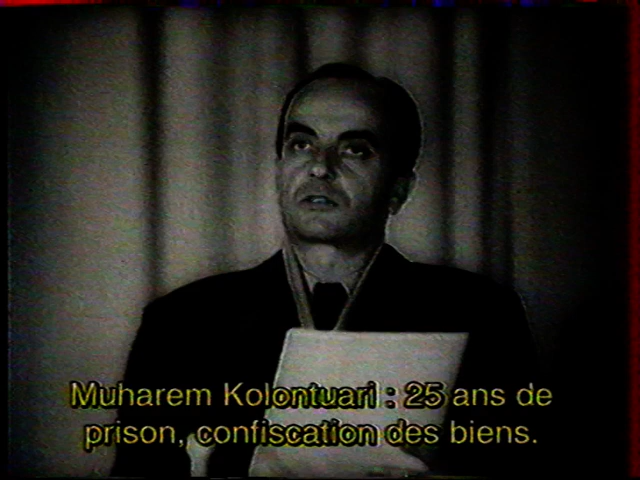 Muharem Kolontuari : 25 ans de
prison, confiscation des biens.